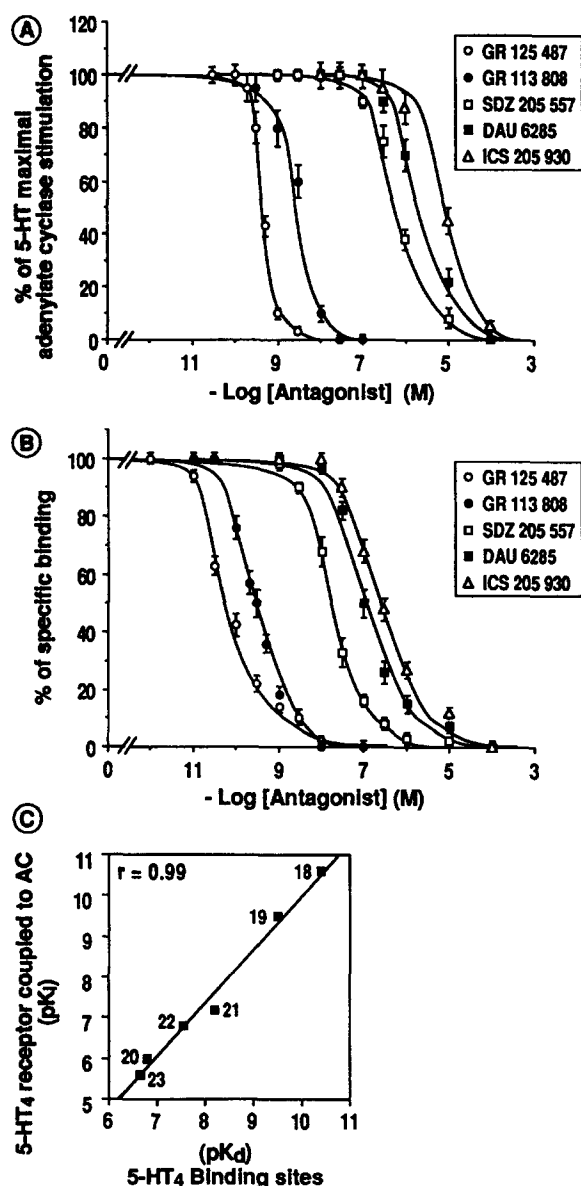 A
% of 5-HT maximal
adenylate cyclase stimulation
120
100
80
60
40
20
0
0
9
7
5
3
- Log [Antagonist] (M)
GR 125 487
GR 113 808
SDZ 205 557
DAU 6285
ICS 205 930
B
% of specific binding
100
80
60
40
20
0
0
11
9
7
5
3
- Log [Antagonist] (M)
GR 125 487
GR 113 808
SDZ 205 557
DAU 6285
ICS 205 930
C
5-HT4 receptor coupled to AC
(pKi)
11
10
9
8
7
6
5
r = 0.99
18
19
21
22
20
23
6
7
8
9
10
11
(pKd)
5-HT4 Binding sites